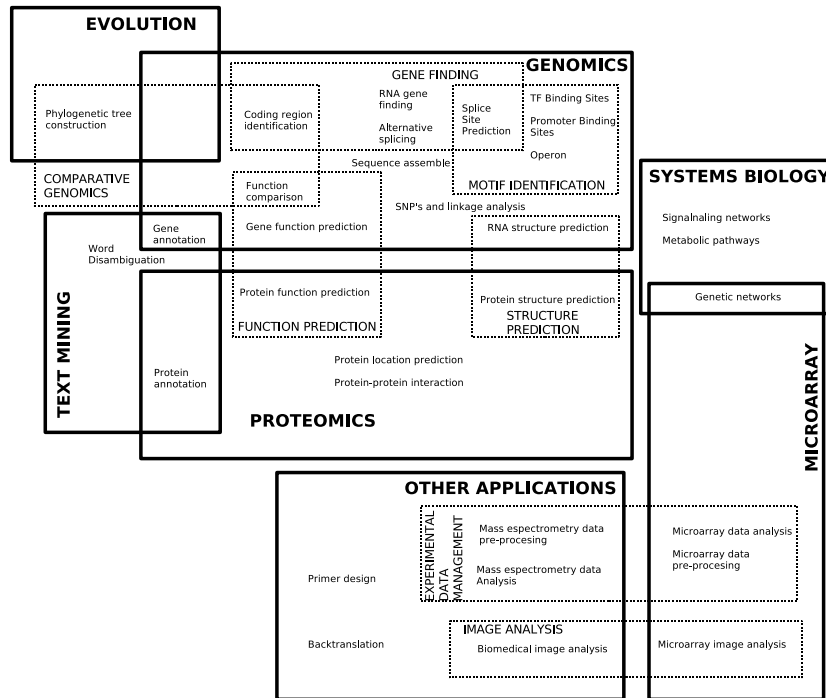 EVOLUTION
GENOMICS
GENE FINDING
RNA gene
finding
Alternative
splicing
Splice
Site
Prediction
TF Binding Sites
Promoter Binding
Sites
Operon
Phylogenetic tree
construction
Coding region
identification
Sequence assemble
MOTIF IDENTIFICATION
COMPARATIVE
GENOMICS
Function
comparison
SNP's and linkage analysis
SYSTEMS BIOLOGY
Signalnaling networks
Metabolic pathways
Genetic networks
Gene
annotation
Gene function prediction
RNA structure prediction
Word
Disambiguation
Protein function prediction
FUNCTION PREDICTION
Protein structure prediction
STRUCTURE
PREDICTION
TEXT MINING
Protein
annotation
Protein location prediction
Protein-protein interaction
PROTEOMICS
MICROARRAY
OTHER APPLICATIONS
EXPERIMENTAL
DATA
MANAGEMENT
Mass espectrometry data
pre-procesing
Mass espectrometry data
Analysis
Microarray data analysis
Microarray data
pre-procesing
Primer design
Backtranslation
IMAGE ANALYSIS
Biomedical image analysis
Microarray image analysis